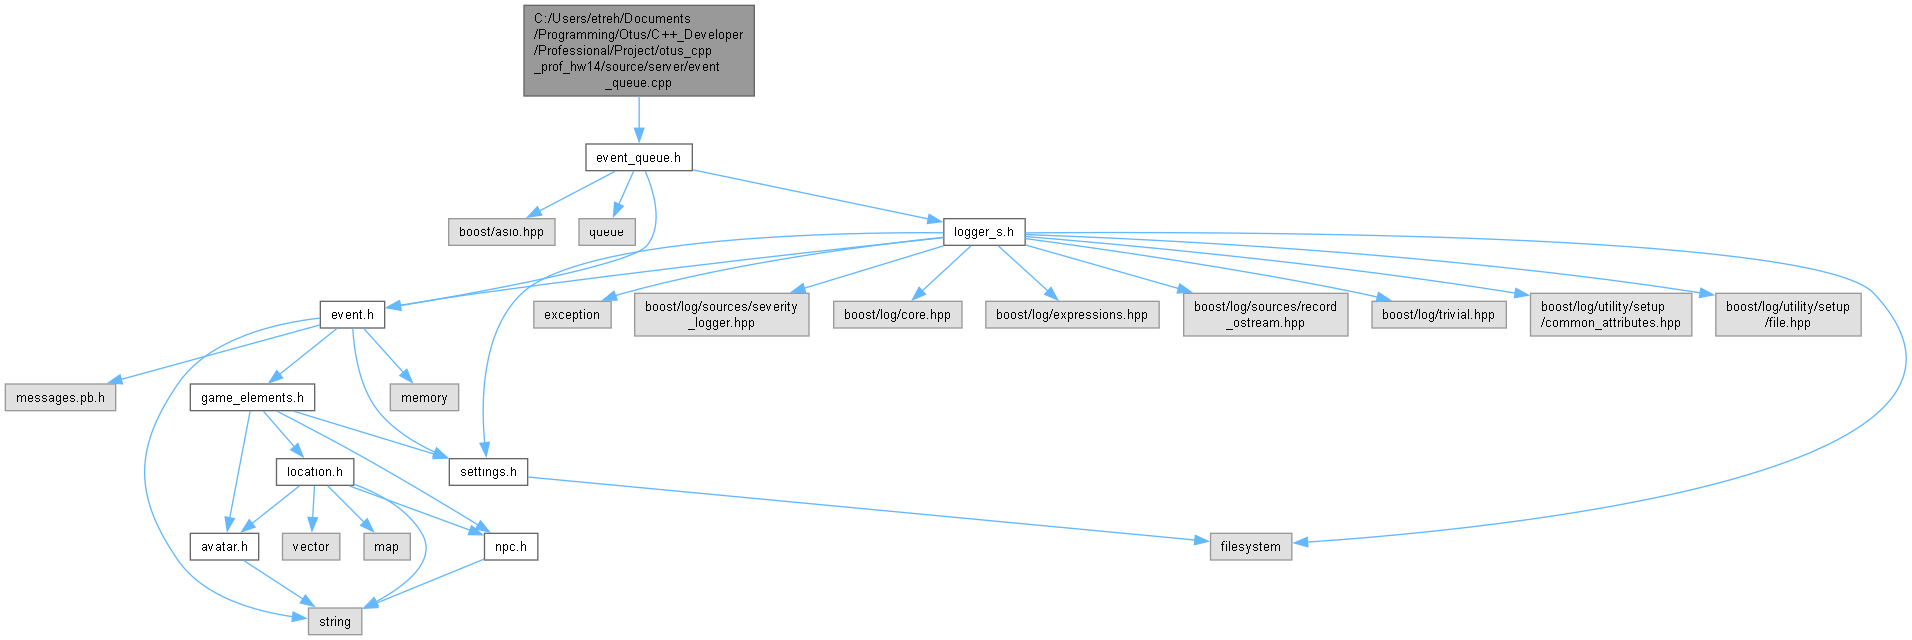 C:/Users/etreh/Documents
/Programming/Otus/C++_Developer
/Professional/Project/otus_cpp
_prof_hw14/source/server/event
_queue.cpp
event_queue.h
boost/asio.hpp
queue
logger_s.h
event.h
exception
boost/log/sources/severity
_logger.hpp
boost/log/core.hpp
boost/log/expressions.hpp
boost/log/sources/record
_ostream.hpp
boost/log/trivial.hpp
boost/log/utility/setup
/common_attributes.hpp
boost/log/utility/setup
/file.hpp
messages.pb.h
game_elements.h
memory
location.h
settings.h
avatar.h
vector
map
npc.h
filesystem
string